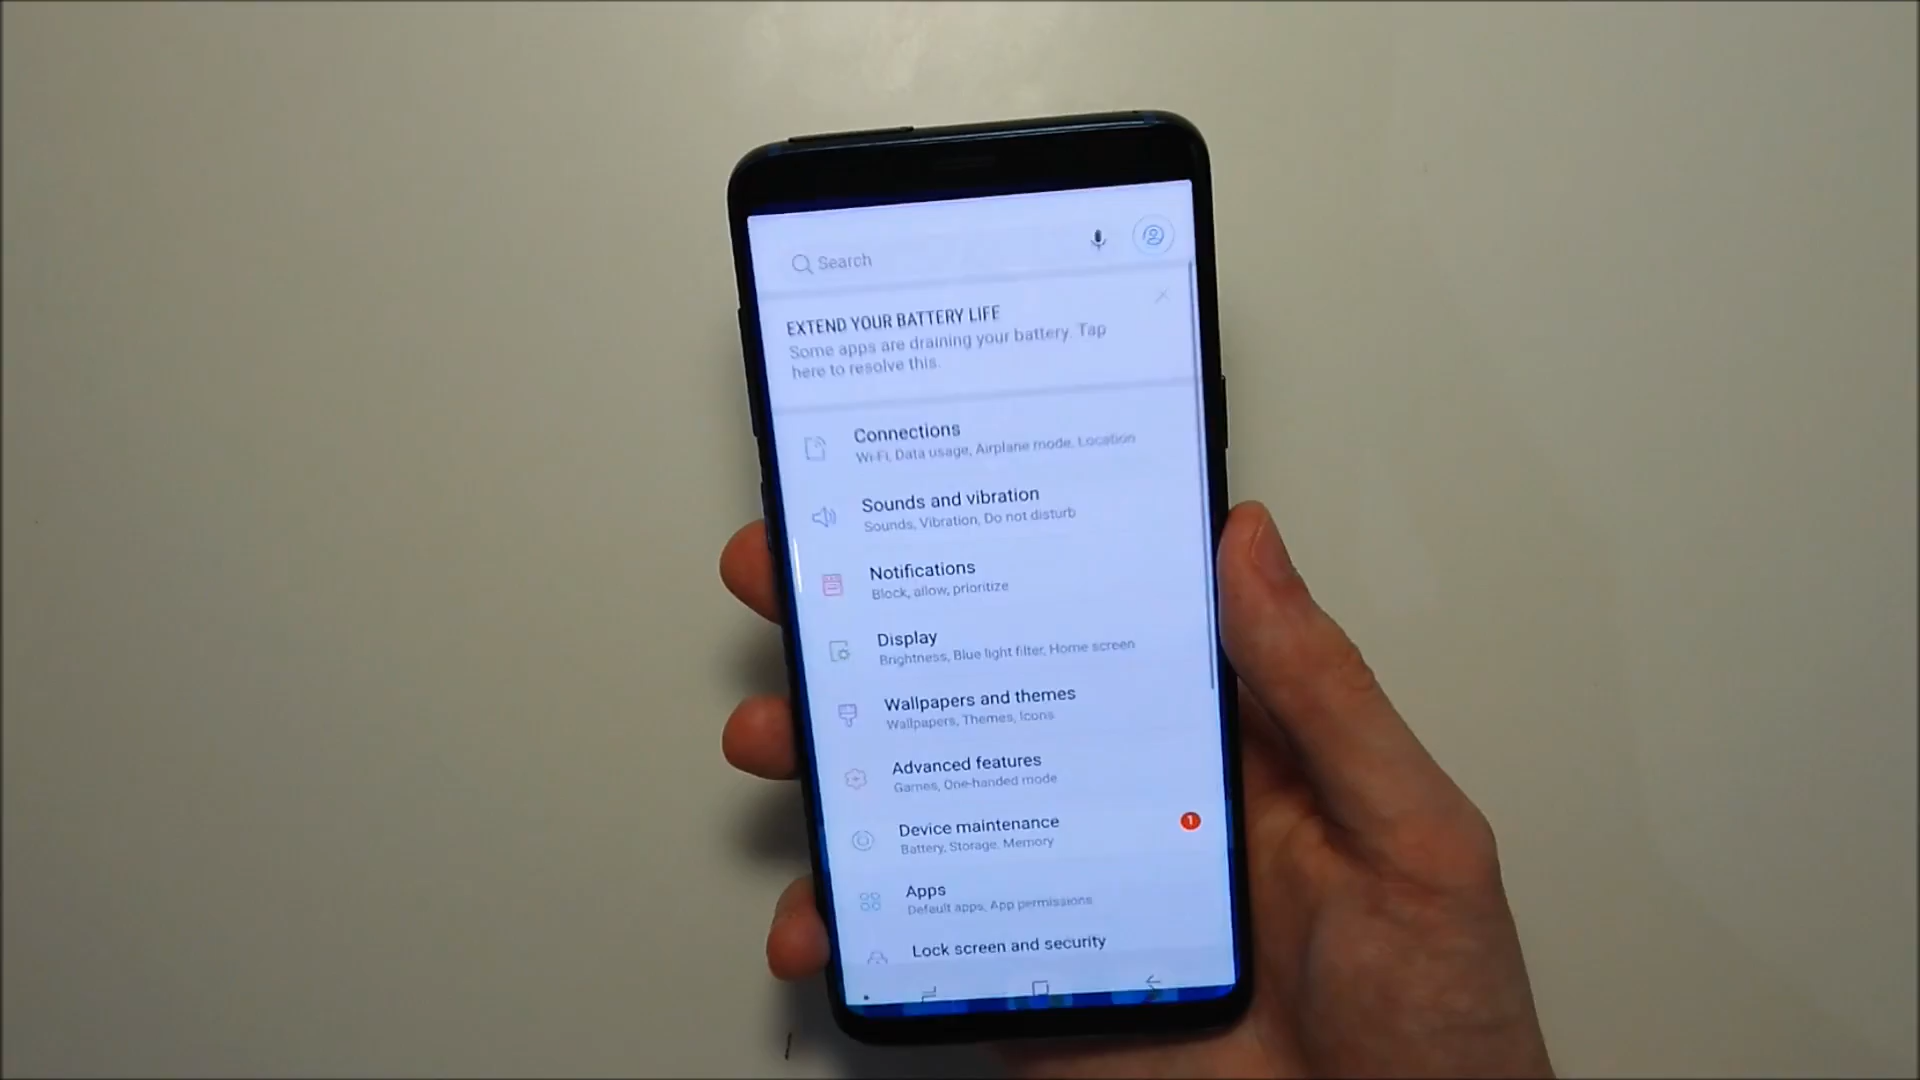 Search
EXTEND YOUR BATTERY LIFE
Some apps are draining your battery. Tap
here to resolve this.
Connections
Wi-Fi, Data usage, Airplane mode, Location
Sounds and vibration
Sounds, Vibration, Do not disturb
Notifications
Block, allow, prioritize
Display
Brightness, Blue light filter, Home screen
Wallpapers and themes
Wallpapers, Themes, Icons
Advanced features
Games, One-handed mode
Device maintenance
1
Battery, Storage, Memory
Apps
Default apps, App permissions
Lock screen and security